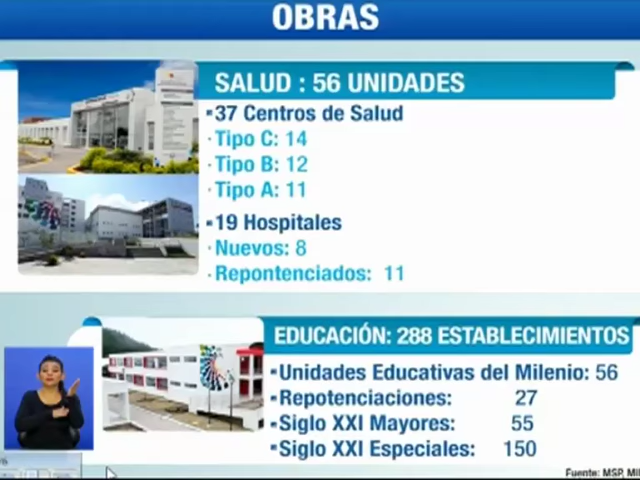 OBRAS
SALUD : 56 UNIDADES
37 Centros de Salud
Tipo C: 14
Tipo B: 12
Tipo A: 11
19 Hospitales
Nuevos: 8
Repontenciados: 11
EDUCACIÓN: 288 ESTABLECIMIENTOS
Unidades Educativas del Milenio: 56
Repotenciaciones: 27
Siglo XXI Mayores: 55
Siglo XXI Especiales: 150
Fuente: MSP, MI